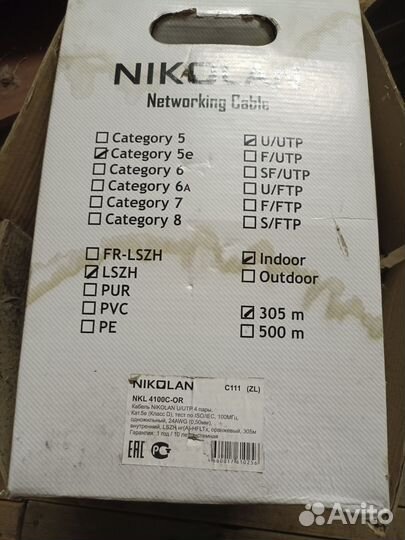 NIKOLAN
Networking Cable
Category 5
Category 5e
Category 6
Category 6A
Category 7
Category 8
U/UTP
F/UTP
SF/UTP
U/FTP
F/FTP
S/FTP
FR-LSZH
LSZH
PUR
PVC
PE
Indoor
Outdoor
305 m
500 m
NIKOLAN C111 (ZL)
NKL 4100C-OR
Кабель NIKOLAN U/UTP 4 пары,
Кат.5e (Класс D), тест по ISO/IEC, 100МГц,
одножильный, 24AWG (0,50мм),
внутренний, LSZH нг(А)-HFLTx, оранжевый, 305м
Гарантия: 1 год / 10 лет системная
EAC
Avito